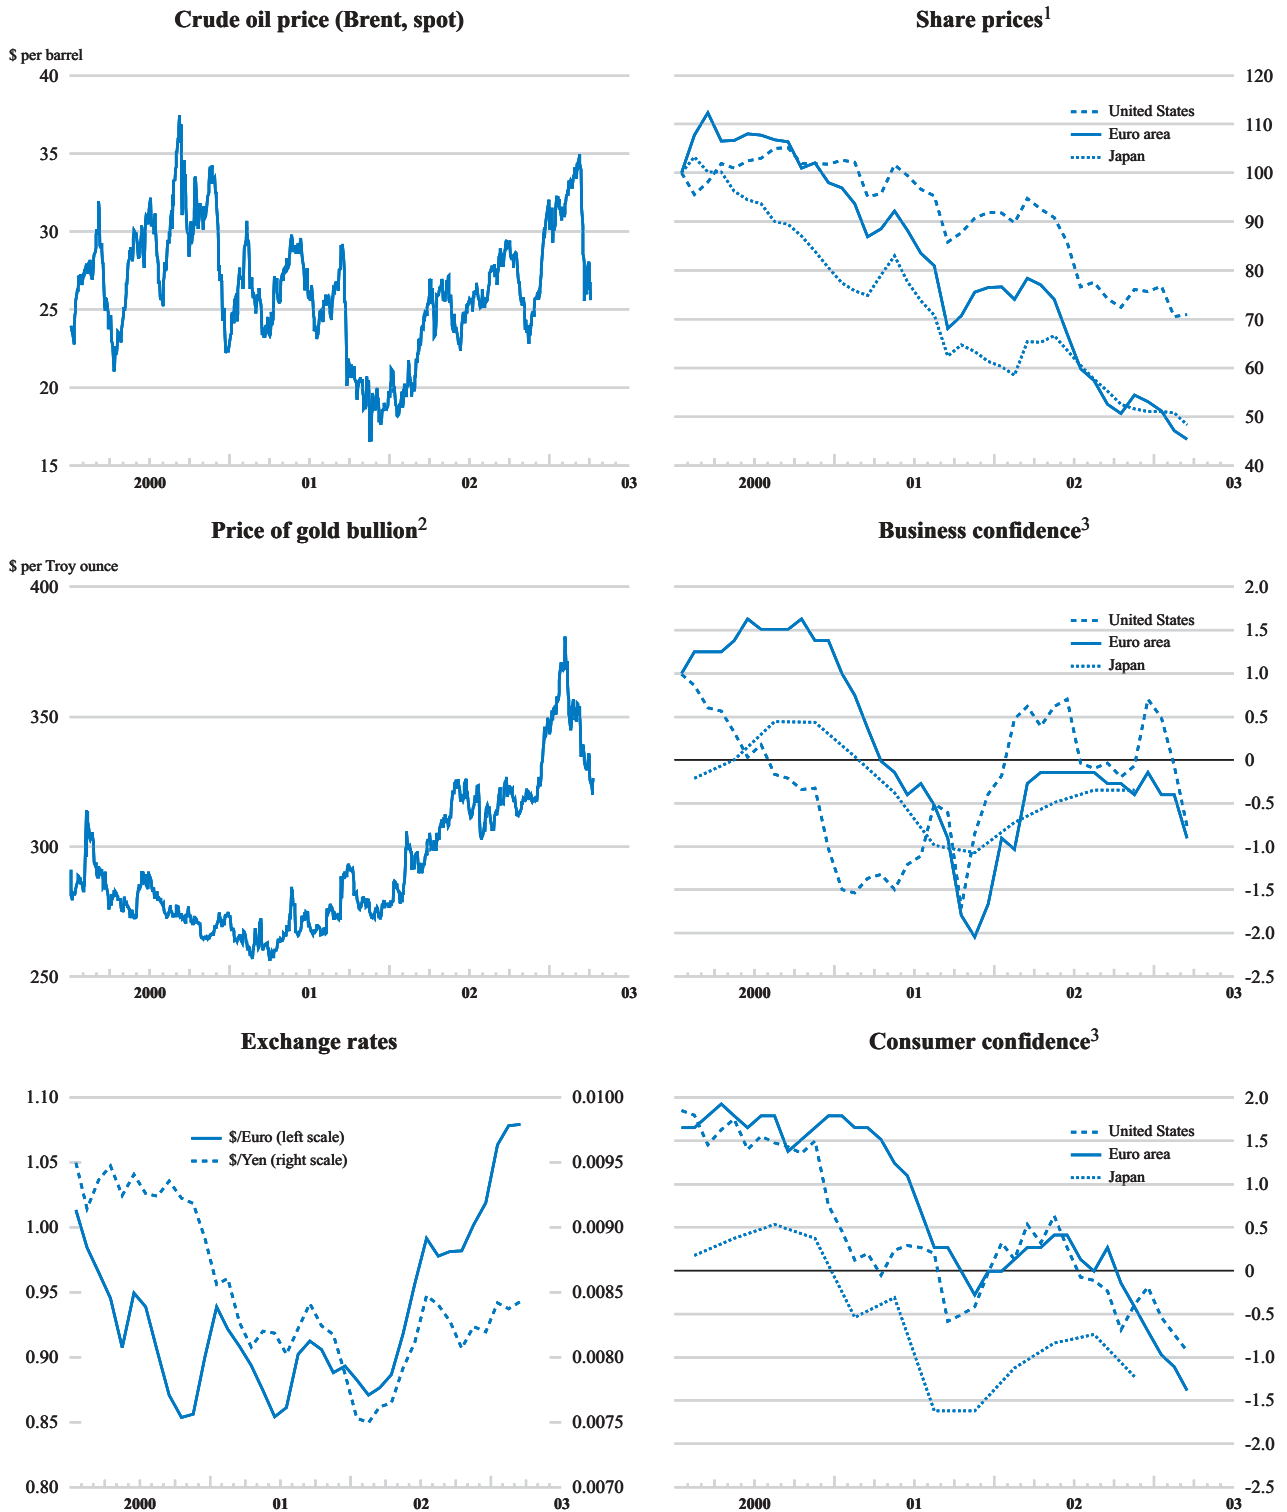 Crude oil price (Brent, spot)
$ per barrel
40
35
30
25
20
15
2000 01 02 03
Share prices1
120
110
100
90
80
70
60
50
40
United States
Euro area
Japan
2000 01 02 03
Price of gold bullion2
$ per Troy ounce
400
350
300
250
2000 01 02 03
Business confidence3
2.0
1.5
1.0
0.5
0
-0.5
-1.0
-1.5
-2.0
-2.5
United States
Euro area
Japan
2000 01 02 03
Exchange rates
1.10 0.0100
1.05 0.0095
1.00 0.0090
0.95 0.0085
0.90 0.0080
0.85 0.0075
0.80 0.0070
$/Euro (left scale)
$/Yen (right scale)
2000 01 02 03
Consumer confidence3
2.0
1.5
1.0
0.5
0
-0.5
-1.0
-1.5
-2.0
-2.5
United States
Euro area
Japan
2000 01 02 03